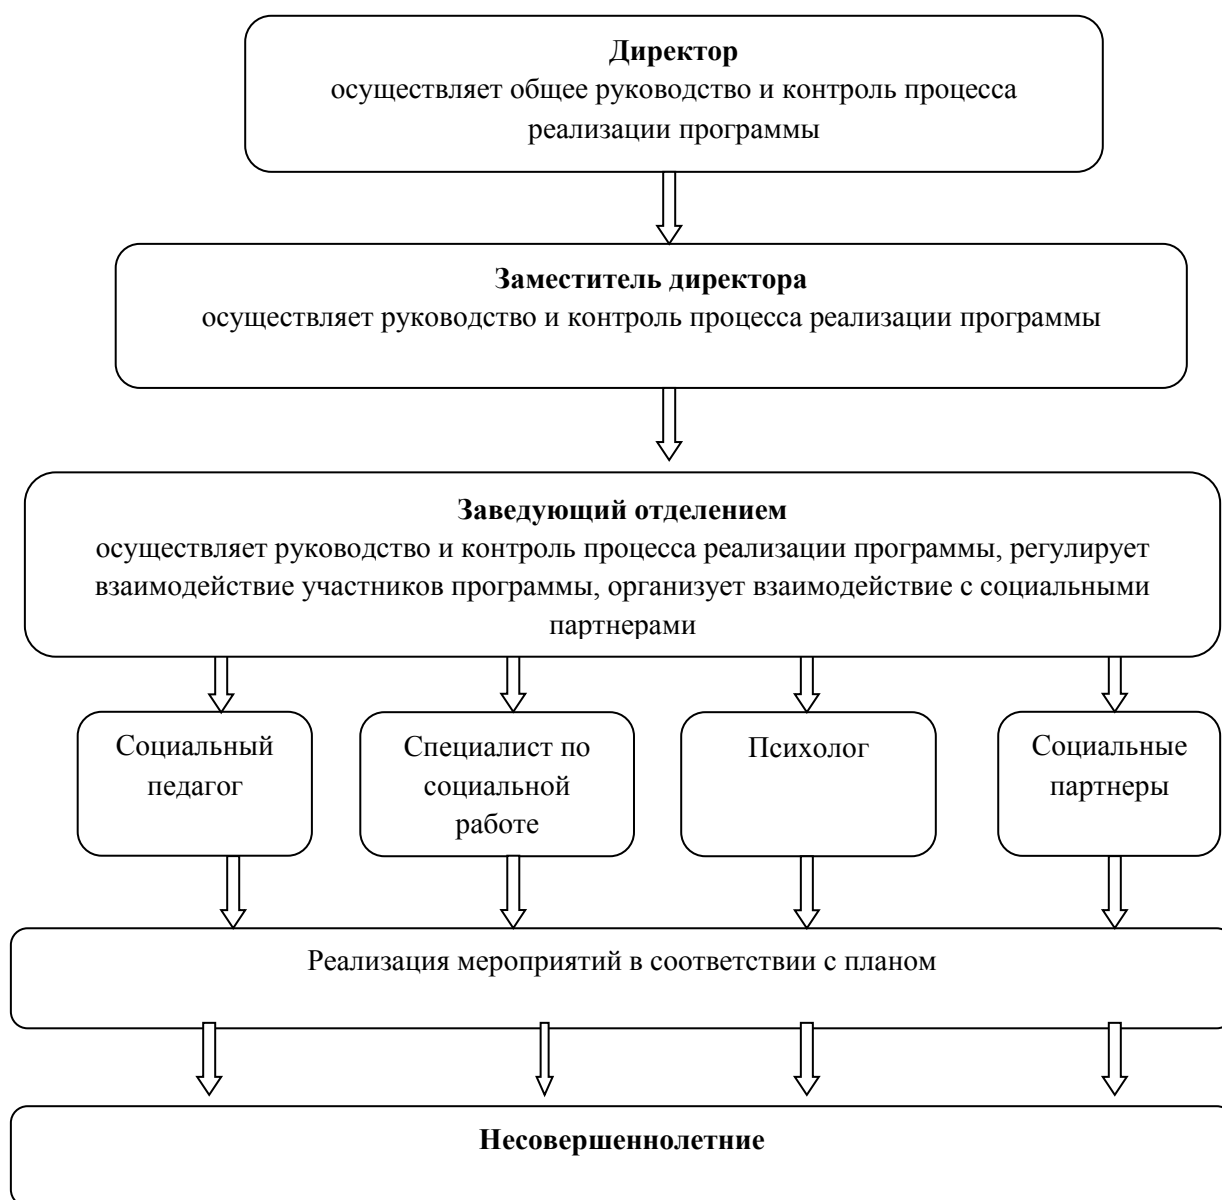 Директор
осуществляет общее руководство и контроль процесса
реализации программы
Заместитель директора
осуществляет руководство и контроль процесса реализации программы
Заведующий отделением
осуществляет руководство и контроль процесса реализации программы, регулирует
взаимодействие участников программы, организует взаимодействие с социальными
партнерами
Социальный
педагог
Специалист по
социальной
работе
Психолог
Социальные
партнеры
Реализация мероприятий в соответствии с планом
Несовершеннолетние